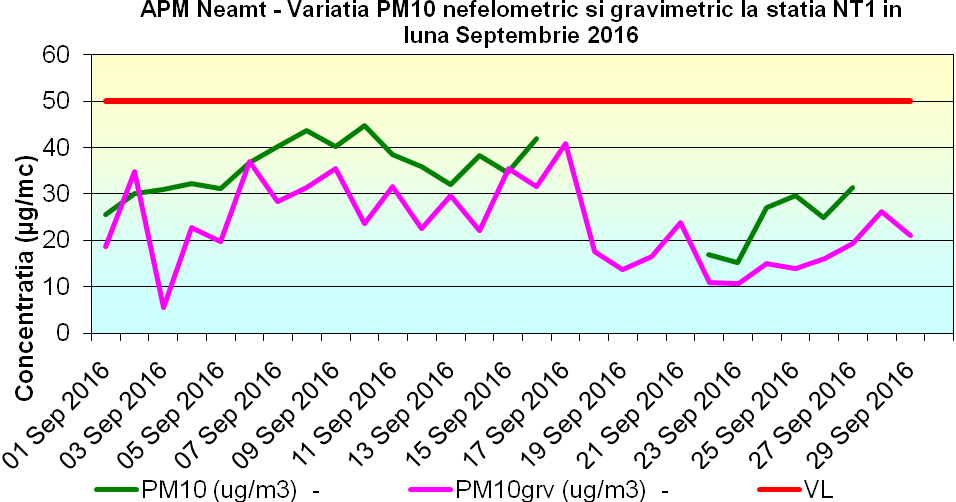 APM Neamt - Variatia PM10 nefelometric si gravimetric la statia NT1 in
luna Septembrie 2016
Concentratia (µg/mc)
60
50
40
30
20
10
0
01 Sep 2016
03 Sep 2016
05 Sep 2016
07 Sep 2016
09 Sep 2016
11 Sep 2016
13 Sep 2016
15 Sep 2016
17 Sep 2016
19 Sep 2016
21 Sep 2016
23 Sep 2016
25 Sep 2016
27 Sep 2016
29 Sep 2016
PM10 (ug/m3) - PM10grv (ug/m3) - VL